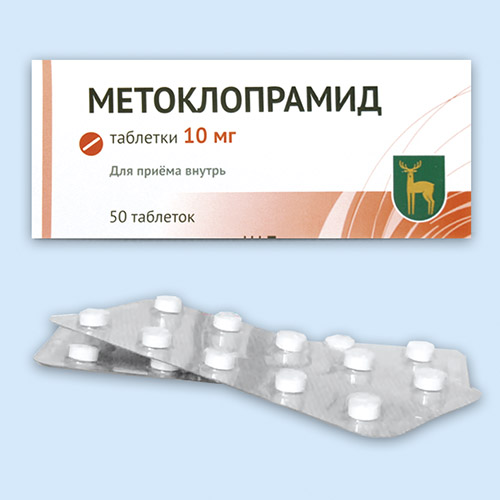 МЕТОКЛОПРАМИД
таблетки 10 мг
Для приёма внутрь
50 таблеток